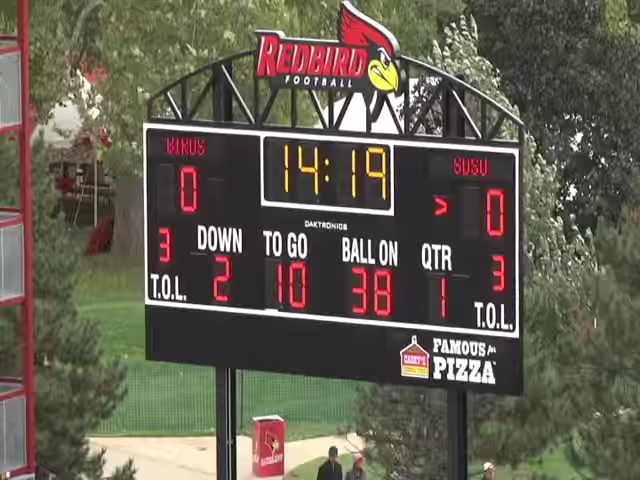 REDBIRD
FOOTBALL
BIRDS 14:19 SDSU
0 > 0
DAKTRONICS
DOWN TO GO BALL ON QTR
3 2 10 38 1 3
T.O.L. T.O.L.
CASEY'S FAMOUS for PIZZA